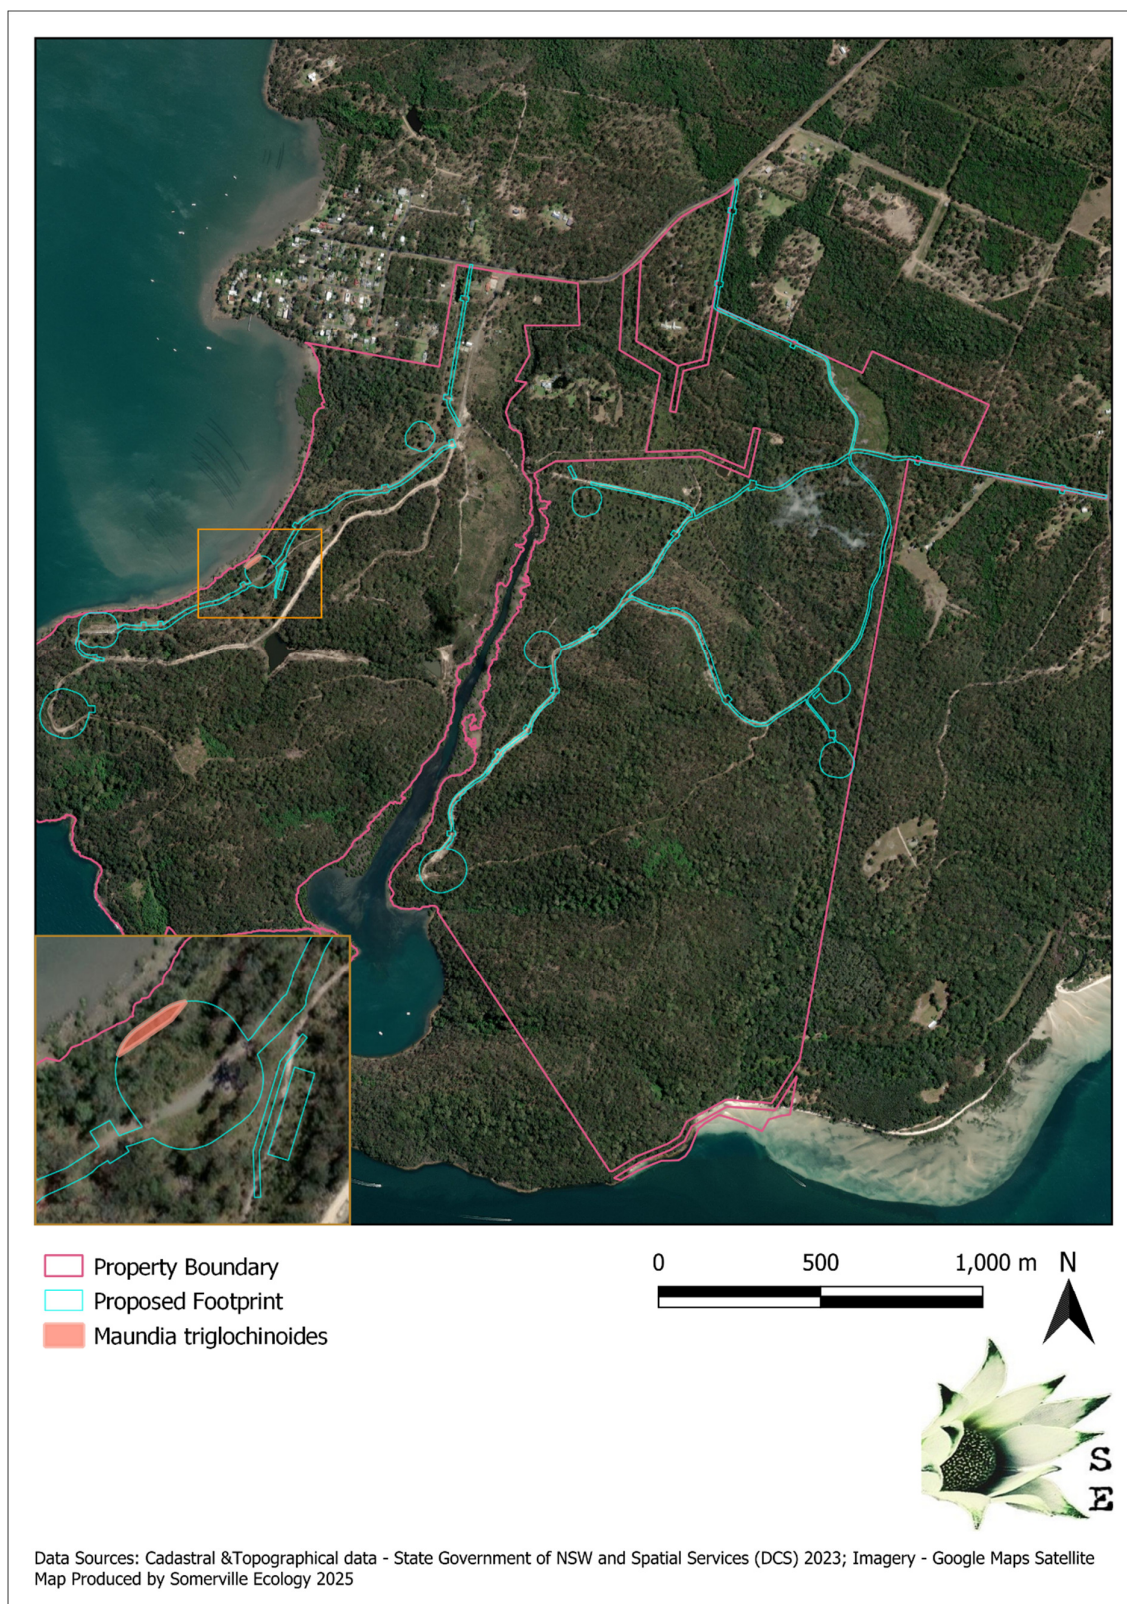 Property Boundary
Proposed Footprint
Maundia triglochinoides
0 500 1,000 m N
S
E
Data Sources: Cadastral &Topographical data - State Government of NSW and Spatial Services (DCS) 2023; Imagery - Google Maps Satellite
Map Produced by Somerville Ecology 2025